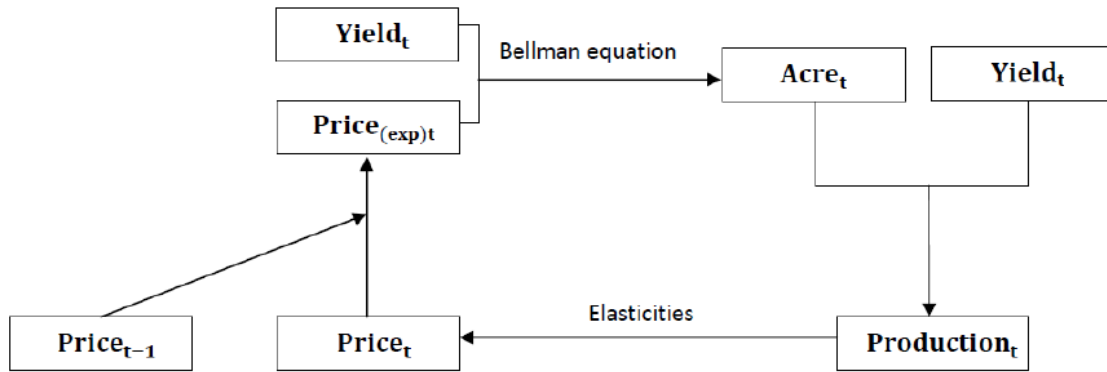 Yield_t
Bellman equation
Acre_t
Yield_t
Price_(exp)t
Elasticities
Price_t−1
Price_t
Production_t